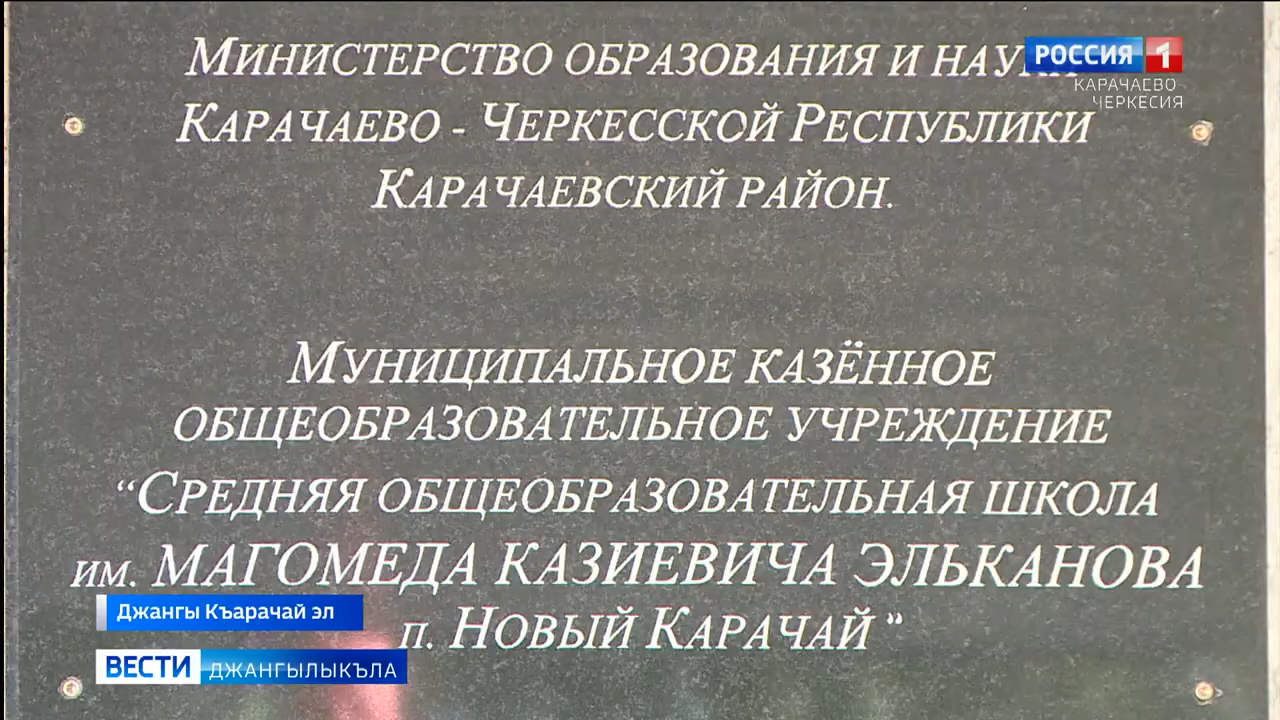 МИНИСТЕРСТВО ОБРАЗОВАНИЯ И НАУКИ
РОССИЯ 1
КАРАЧАЕВО
ЧЕРКЕСИЯ
КАРАЧАЕВО - ЧЕРКЕССКОЙ РЕСПУБЛИКИ
КАРАЧАЕВСКИЙ РАЙОН.
МУНИЦИПАЛЬНОЕ КАЗЁННОЕ
ОБЩЕОБРАЗОВАТЕЛЬНОЕ УЧРЕЖДЕНИЕ
“СРЕДНЯЯ ОБЩЕОБРАЗОВАТЕЛЬНАЯ ШКОЛА
им. МАГОМЕДА КАЗИЕВИЧА ЭЛЬКАНОВА
п. НОВЫЙ КАРАЧАЙ ”
Джангы Къарачай эл
ВЕСТИ ДЖАНГЫЛЫКЪЛА